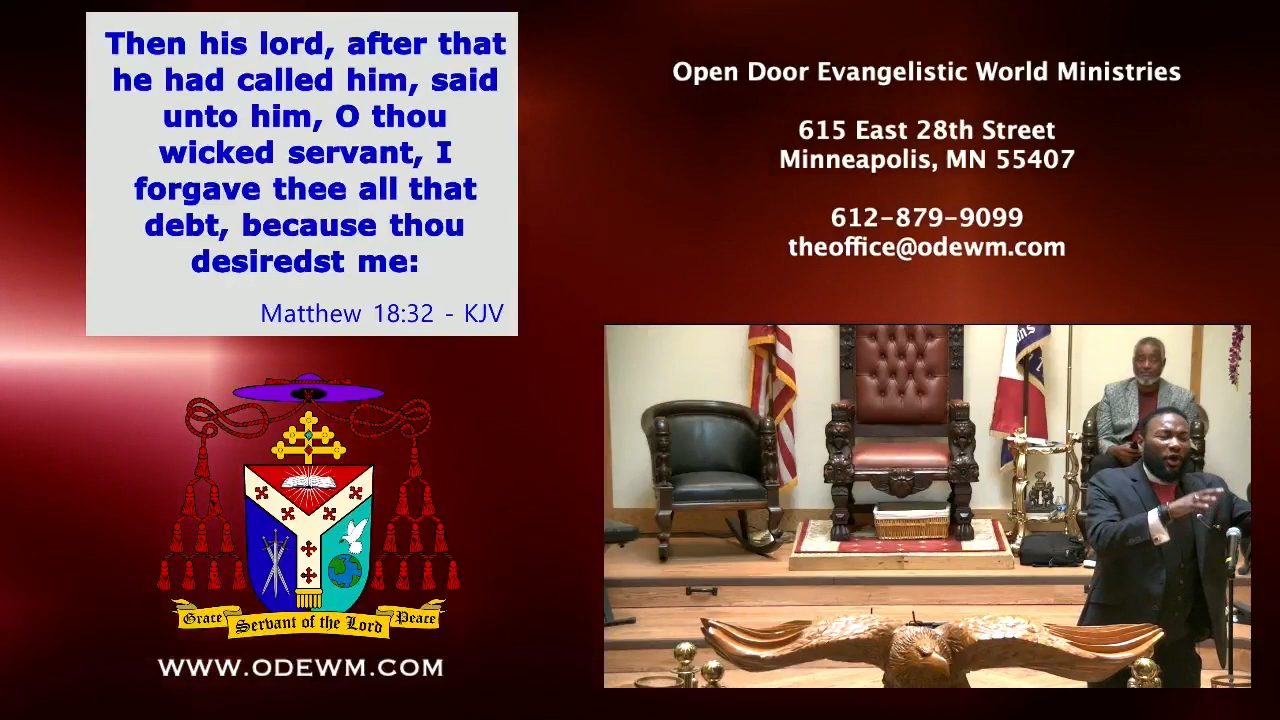 Then his lord, after that
he had called him, said
unto him, O thou
wicked servant, I
forgave thee all that
debt, because thou
desiredst me:
Matthew 18:32 - KJV
Open Door Evangelistic World Ministries
615 East 28th Street
Minneapolis, MN 55407
612-879-9099
theoffice@odewm.com
Grace
Servant of the Lord
Peace
WWW.ODEWM.COM